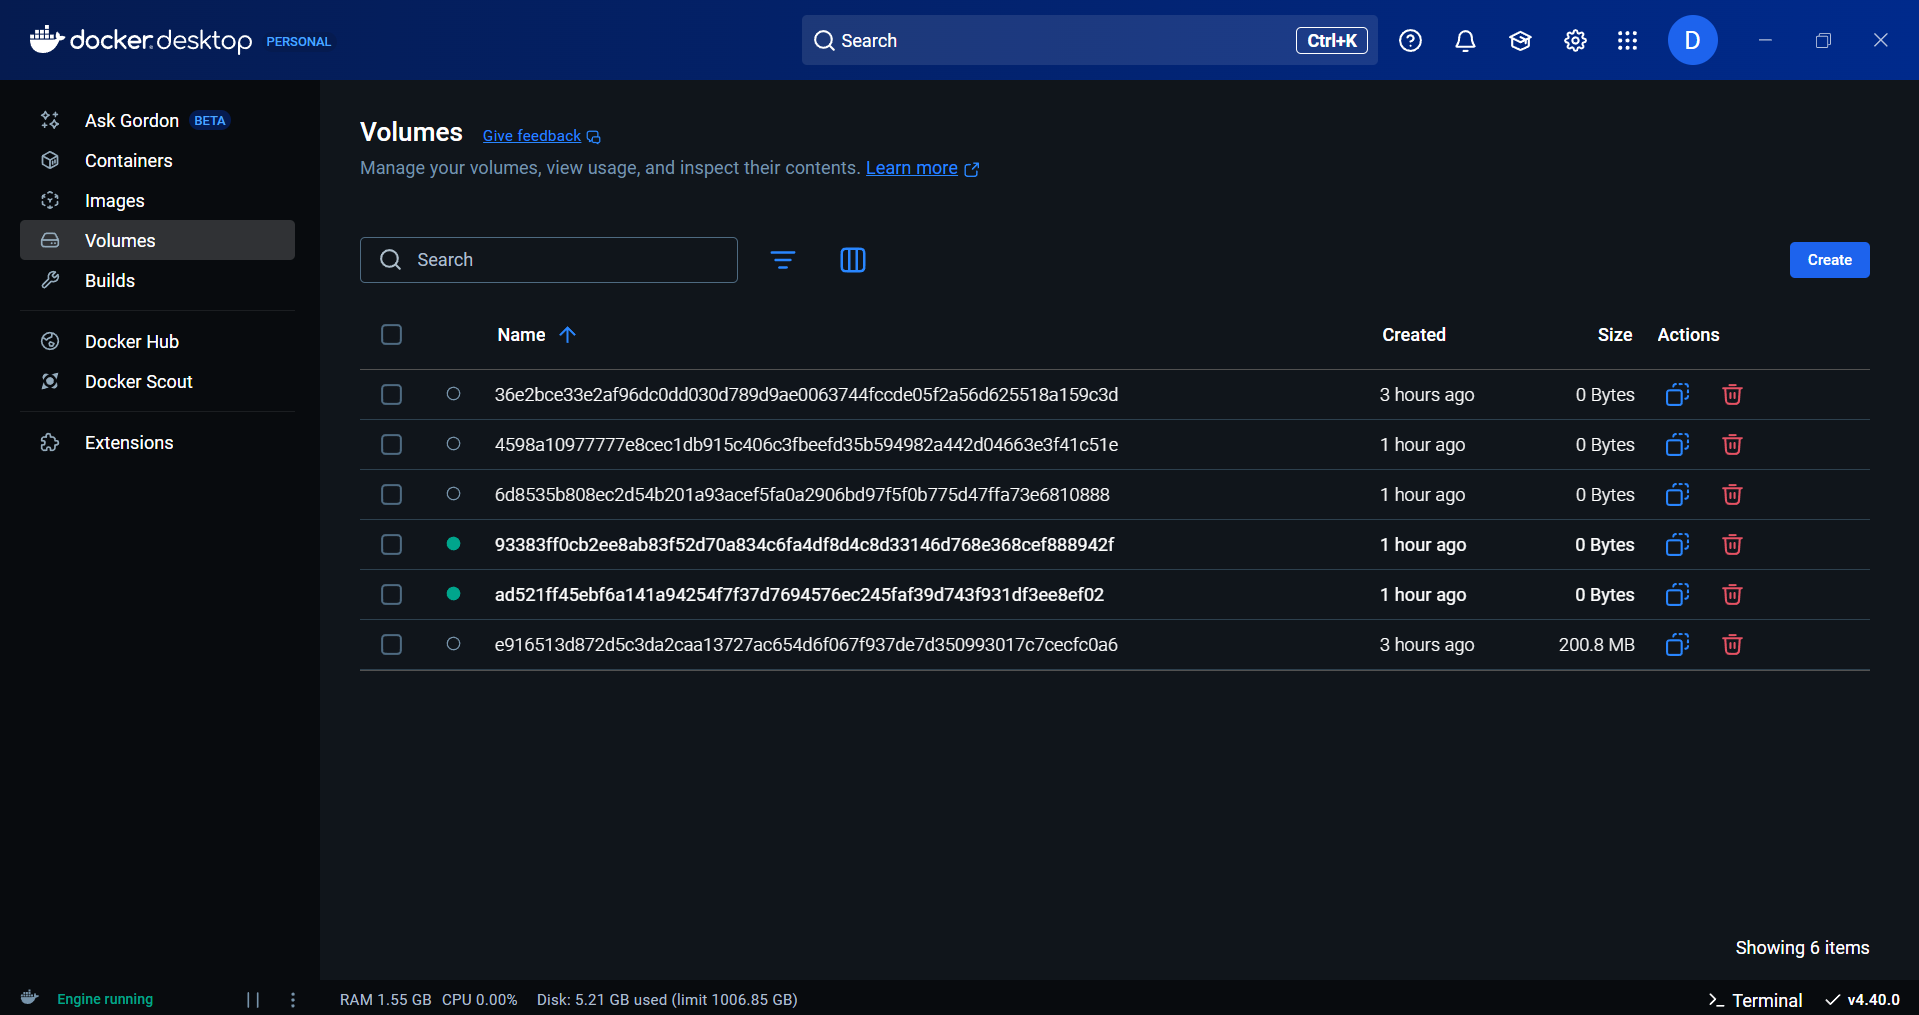 docker.desktop PERSONAL
Search Ctrl+K
D
Ask Gordon BETA
Containers
Images
Volumes
Builds
Docker Hub
Docker Scout
Extensions
Volumes Give feedback
Manage your volumes, view usage, and inspect their contents. Learn more
Search
Create
Name Created Size Actions
36e2bce33e2af96dc0dd030d789d9ae0063744fccde05f2a56d625518a159c3d 3 hours ago 0 Bytes
4598a10977777e8cec1db915c406c3fbeefd35b594982a442d04663e3f41c51e 1 hour ago 0 Bytes
6d8535b808ec2d54b201a93acef5fa0a2906bd97f5f0b775d47ffa73e6810888 1 hour ago 0 Bytes
93383ff0cb2ee8ab83f52d70a834c6fa4df8d4c8d33146d768e368cef888942f 1 hour ago 0 Bytes
ad521ff45ebf6a141a94254f7f37d7694576ec245faf39d743f931df3ee8ef02 1 hour ago 0 Bytes
e916513d872d5c3da2caa13727ac654d6f067f937de7d350993017c7cecfc0a6 3 hours ago 200.8 MB
Showing 6 items
Engine running RAM 1.55 GB CPU 0.00% Disk: 5.21 GB used (limit 1006.85 GB) Terminal v4.40.0